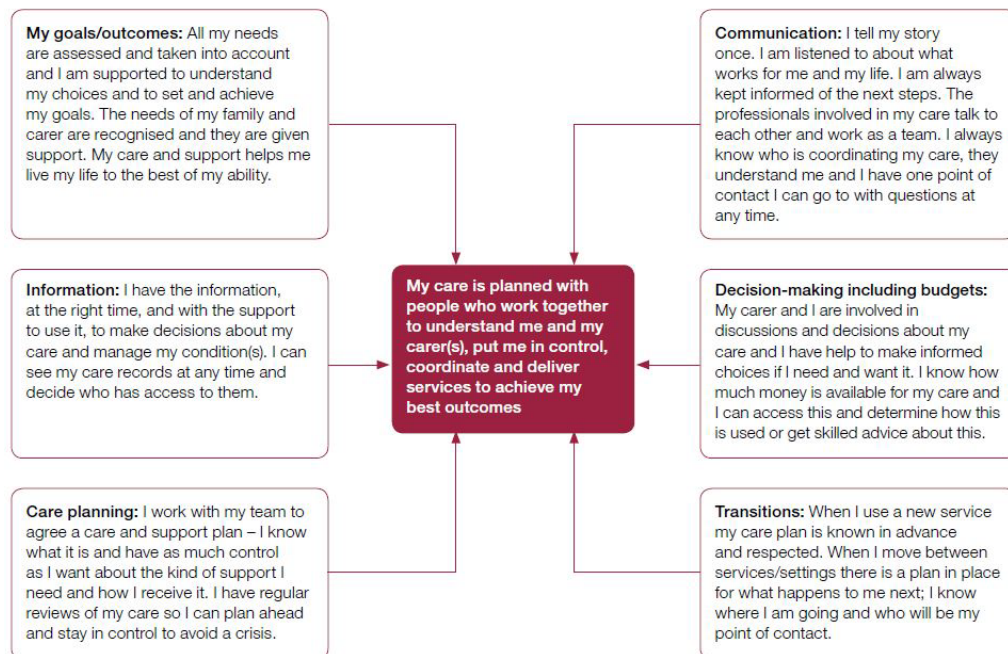 My goals/outcomes: All my needs
are assessed and taken into account
and I am supported to understand
my choices and to set and achieve
my goals. The needs of my family and
carer are recognised and they are given
support. My care and support helps me
live my life to the best of my ability.
Communication: I tell my story
once. I am listened to about what
works for me and my life. I am always
kept informed of the next steps. The
professionals involved in my care talk to
each other and work as a team. I always
know who is coordinating my care, they
understand me and I have one point of
contact I can go to with questions at
any time.
Information: I have the information,
at the right time, and with the support
to use it, to make decisions about my
care and manage my condition(s). I can
see my care records at any time and
decide who has access to them.
My care is planned with
people who work together
to understand me and my
carer(s), put me in control,
coordinate and deliver
services to achieve my
best outcomes
Decision-making including budgets:
My carer and I are involved in
discussions and decisions about my
care and I have help to make informed
choices if I need and want it. I know how
much money is available for my care and
I can access this and determine how this
is used or get skilled advice about this.
Care planning: I work with my team to
agree a care and support plan – I know
what it is and have as much control
as I want about the kind of support I
need and how I receive it. I have regular
reviews of my care so I can plan ahead
and stay in control to avoid a crisis.
Transitions: When I use a new service
my care plan is known in advance
and respected. When I move between
services/settings there is a plan in place
for what happens to me next; I know
where I am going and who will be my
point of contact.